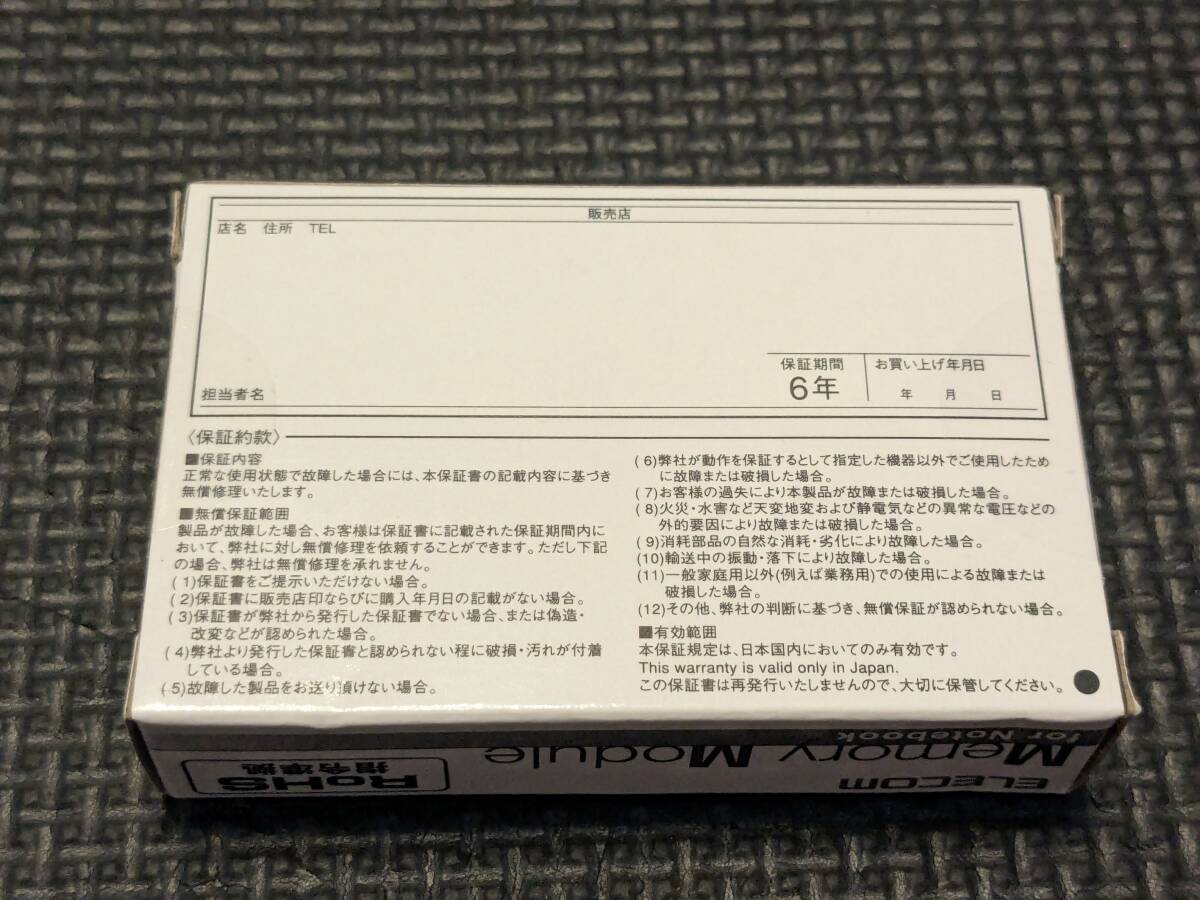 販売店
店名 住所 TEL
担当者名
保証期間
6年
お買い上げ年月日
年 月 日
〈保証約款〉
■保証内容
正常な使用状態で故障した場合には、本保証書の記載内容に基づき
無償修理いたします。
■無償保証範囲
製品が故障した場合、お客様は保証書に記載された保証期間内に
おいて、弊社に対し無償修理を依頼することができます。ただし下記
の場合、弊社は無償修理を承れません。
(1)保証書をご提示いただけない場合。
(2)保証書に販売店印ならびに購入年月日の記載がない場合。
(3)保証書が弊社から発行した保証書でない場合、または偽造・
改変などが認められた場合。
(4)弊社より発行した保証書と認められない程に破損・汚れが付着
している場合。
(5)故障した製品をお送り頂けない場合。
(6)弊社が動作を保証するとして指定した機器以外でご使用したため
に故障または破損した場合。
(7)お客様の過失により本製品が故障または破損した場合。
(8)火災・水害など天変地変および静電気などの異常な電圧などの
外的要因により故障または破損した場合。
(9)消耗部品の自然な消耗・劣化により故障した場合。
(10)輸送中の振動・落下により故障した場合。
(11)一般家庭用以外(例えば業務用)での使用による故障または
破損した場合。
(12)その他、弊社の判断に基づき、無償保証が認められない場合。
■有効範囲
本保証規定は、日本国内においてのみ有効です。
This warranty is valid only in Japan.
この保証書は再発行いたしませんので、大切に保管してください。
ELECOM
Memory Module
for Notebook
RoHS
指令準拠